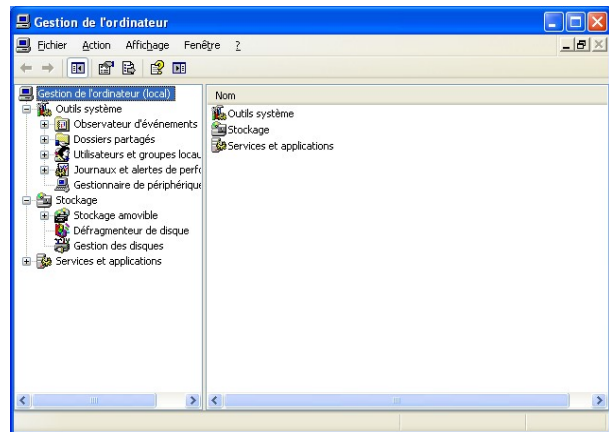 Gestion de l'ordinateur
Fichier Action Affichage Fenêtre ?
Gestion de l'ordinateur (local)
Outils système
Observateur d'événements
Dossiers partagés
Utilisateurs et groupes locau
Journaux et alertes de perfo
Gestionnaire de périphérique
Stockage
Stockage amovible
Défragmenteur de disque
Gestion des disques
Services et applications
Nom
Outils système
Stockage
Services et applications